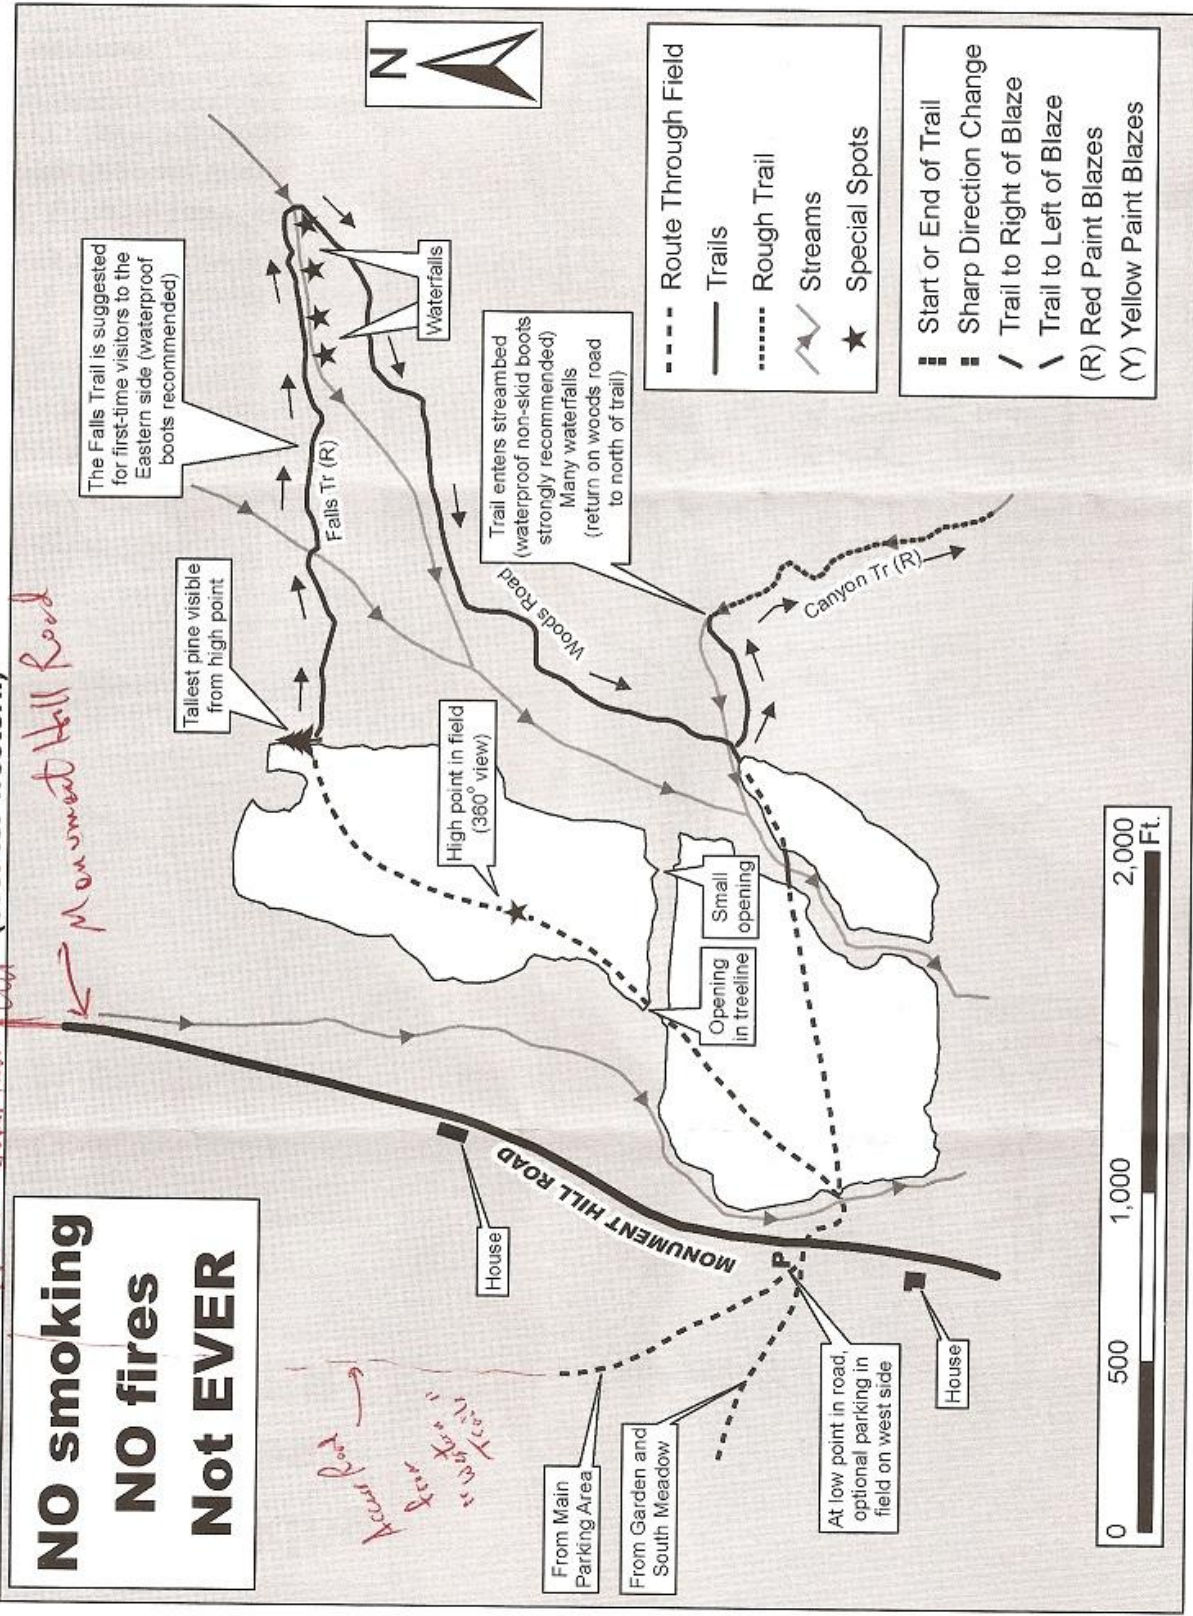 Monument Hill Road
NO smoking
NO fires
Not EVER
Access Road
from
"Western
Trails"
The Falls Trail is suggested
for first-time visitors to the
Eastern side (waterproof
boots recommended)
N
Tallest pine visible
from high point
Falls Tr (R)
Waterfalls
High point in field
(360° view)
Woods Road
Trail enters streambed
(waterproof non-skid boots
strongly recommended)
Many waterfalls
(return on woods road
to north of trail)
Canyon Tr (R)
House
MONUMENT HILL ROAD
Opening
in treeline
Small
opening
From Main
Parking Area
From Garden and
South Meadow
P
At low point in road,
optional parking in
field on west side
House
Route Through Field
Trails
Rough Trail
Streams
Special Spots
Start or End of Trail
Sharp Direction Change
Trail to Right of Blaze
Trail to Left of Blaze
(R) Red Paint Blazes
(Y) Yellow Paint Blazes
0 500 1,000 2,000
Ft.